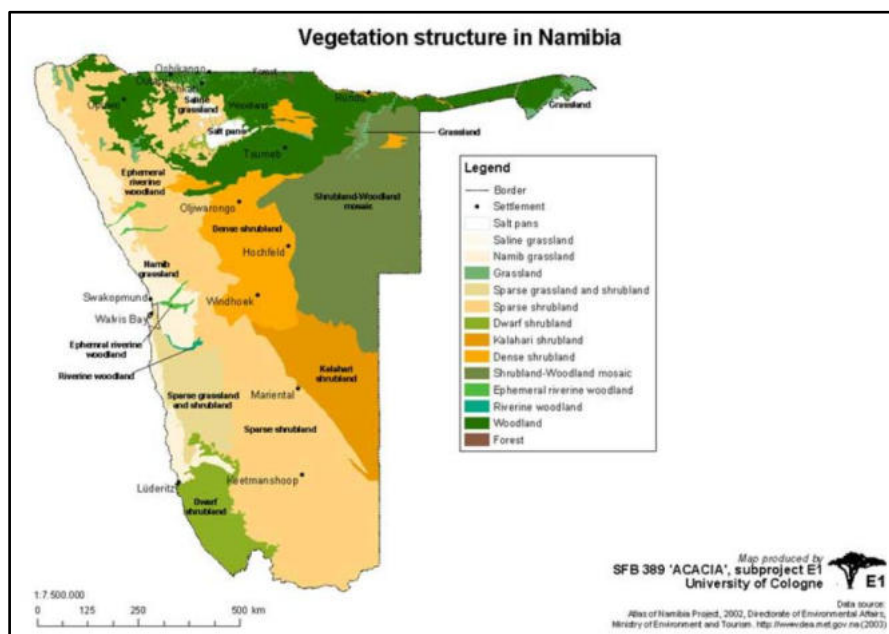 Vegetation structure in Namibia
Oshikango
Forest
Opuwo
Saline
grassland
Woodland
Rundu
Grassland
Salt pans
Grassland
Tsumeb
Ephemeral
riverine
woodland
Shrubland-Woodland
mosaic
Otjiwarongo
Dense shrubland
Hochfeld
Namib
grassland
Swakopmund
Windhoek
Walvis Bay
Ephemral riverine
woodland
Kalahari
shrubland
Riverine woodland
Sparse grassland
and shrubland
Mariental
Sparse shrubland
Keetmanshoop
Lüderitz
Dwarf
shrubland
Legend
Border
Settlement
Salt pans
Saline grassland
Namib grassland
Grassland
Sparse grassland and shrubland
Sparse shrubland
Dwarf shrubland
Kalahari shrubland
Dense shrubland
Shrubland-Woodland mosaic
Ephemeral riverine woodland
Riverine woodland
Woodland
Forest
1:7.500.000
0 125 250 500 km
Map produced by
SFB 389 'ACACIA', subproject E1
University of Cologne
E1
Data source:
Atlas of Namibia Project, 2002, Directorate of Environmental Affairs,
Ministry of Environment and Tourism. http://www.dea.met.gov.na (2003)